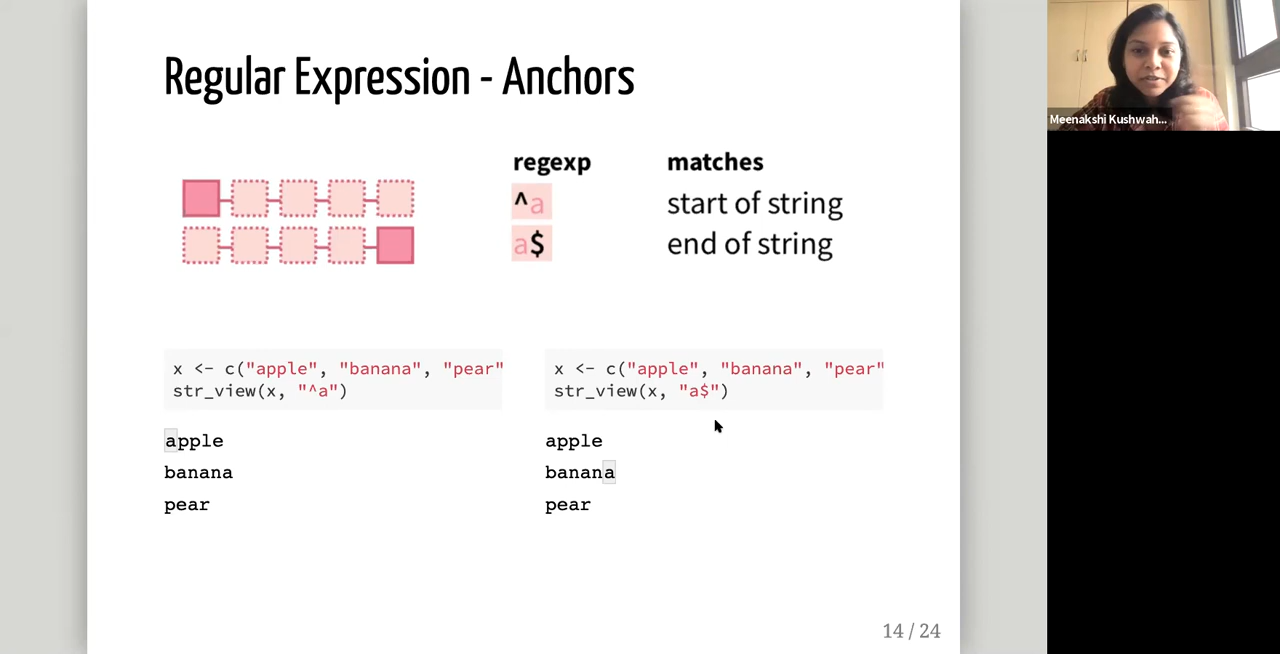 Regular Expression - Anchors
regexp matches
^a start of string
a$ end of string
x <- c("apple", "banana", "pear"
str_view(x, "^a")
apple
banana
pear
x <- c("apple", "banana", "pear"
str_view(x, "a$")
apple
banana
pear
14 / 24
Meenakshi Kushwah...